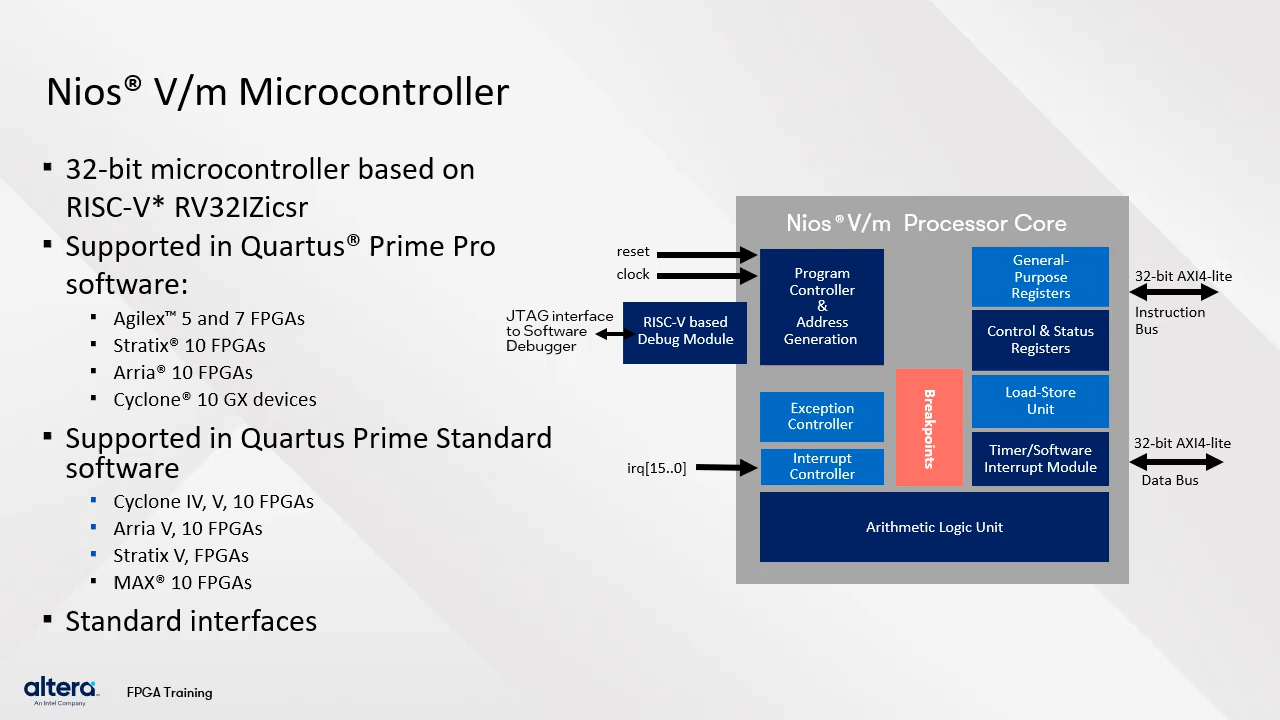 Nios® V/m Microcontroller
▪ 32-bit microcontroller based on
RISC-V* RV32IZicsr
▪ Supported in Quartus® Prime Pro
software:
▪ Agilex™ 5 and 7 FPGAs
▪ Stratix® 10 FPGAs
▪ Arria® 10 FPGAs
▪ Cyclone® 10 GX devices
▪ Supported in Quartus Prime Standard
software
▪ Cyclone IV, V, 10 FPGAs
▪ Arria V, 10 FPGAs
▪ Stratix V, FPGAs
▪ MAX® 10 FPGAs
▪ Standard interfaces
Nios® V/m Processor Core
reset
clock
JTAG interface
to Software
Debugger
RISC-V based
Debug Module
Program
Controller
&
Address
Generation
Exception
Controller
irq[15..0]
Interrupt
Controller
Breakpoints
General-
Purpose
Registers
Control & Status
Registers
Load-Store
Unit
Timer/Software
Interrupt Module
Arithmetic Logic Unit
32-bit AXI4-lite
Instruction
Bus
32-bit AXI4-lite
Data Bus
altera™
An Intel Company
FPGA Training